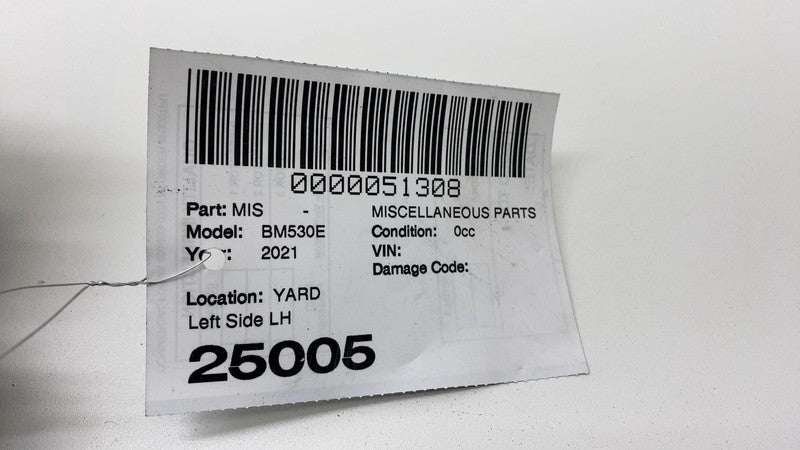 0000051308
Part: MIS - MISCELLANEOUS PARTS
Model: BM530E Condition: 0cc
Year: 2021 VIN:
Damage Code:
Location: YARD
Left Side LH
25005